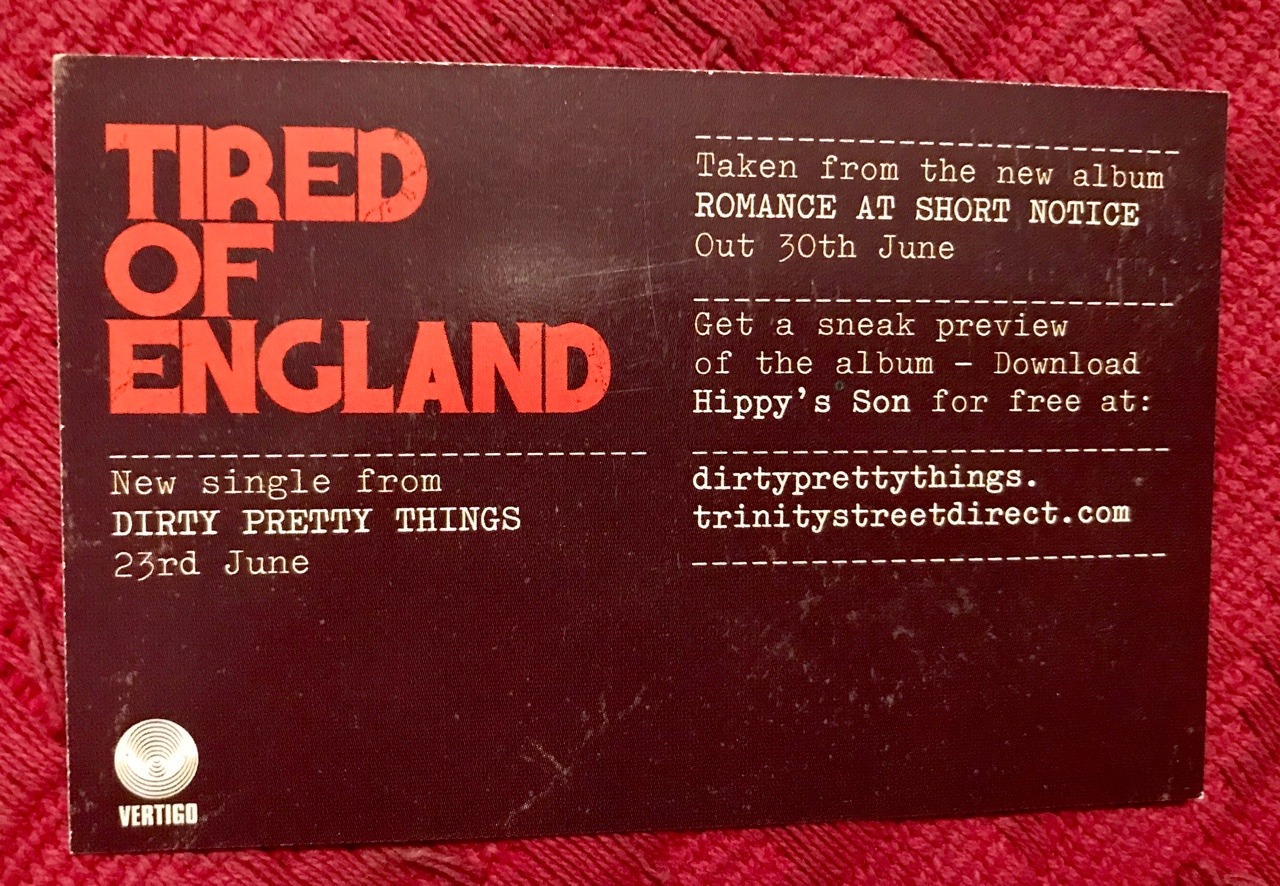 TIRED
OF
ENGLAND
New single from
DIRTY PRETTY THINGS
23rd June
VERTIGO
Taken from the new album
ROMANCE AT SHORT NOTICE
Out 30th June
Get a sneak preview
of the album – Download
Hippy's Son for free at:
dirtyprettythings.
trinitystreetdirect.com